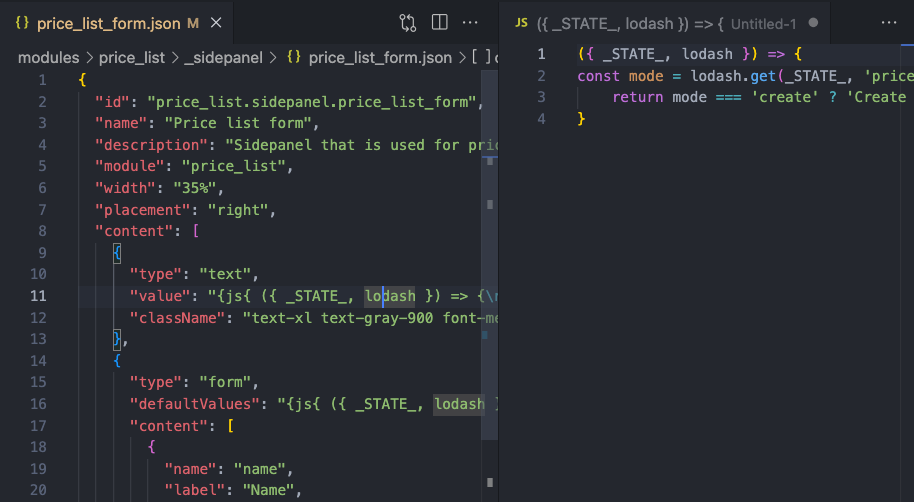 {} price_list_form.json M ×
modules > price_list > _sidepanel > {} price_list_form.json > [ ]
1 {
2 "id": "price_list.sidepanel.price_list_form",
3 "name": "Price list form",
4 "description": "Sidepanel that is used for
5 "module": "price_list",
6 "width": "35%",
7 "placement": "right",
8 "content": [
9 {
10 "type": "text",
11 "value": "{js{ ({ _STATE_, lodash }) => {\n
12 "className": "text-xl text-gray-900
13 },
14 {
15 "type": "form",
16 "defaultValues": "{js{ ({ _STATE_, lodash
17 "content": [
18 {
19 "name": "name",
20 "label": "Name",
JS ({ _STATE_, lodash }) => { Untitled-1
1 ({ _STATE_, lodash }) => {
2 const mode = lodash.get(_STATE_, 'price
3 return mode === 'create' ? 'Create
4 }